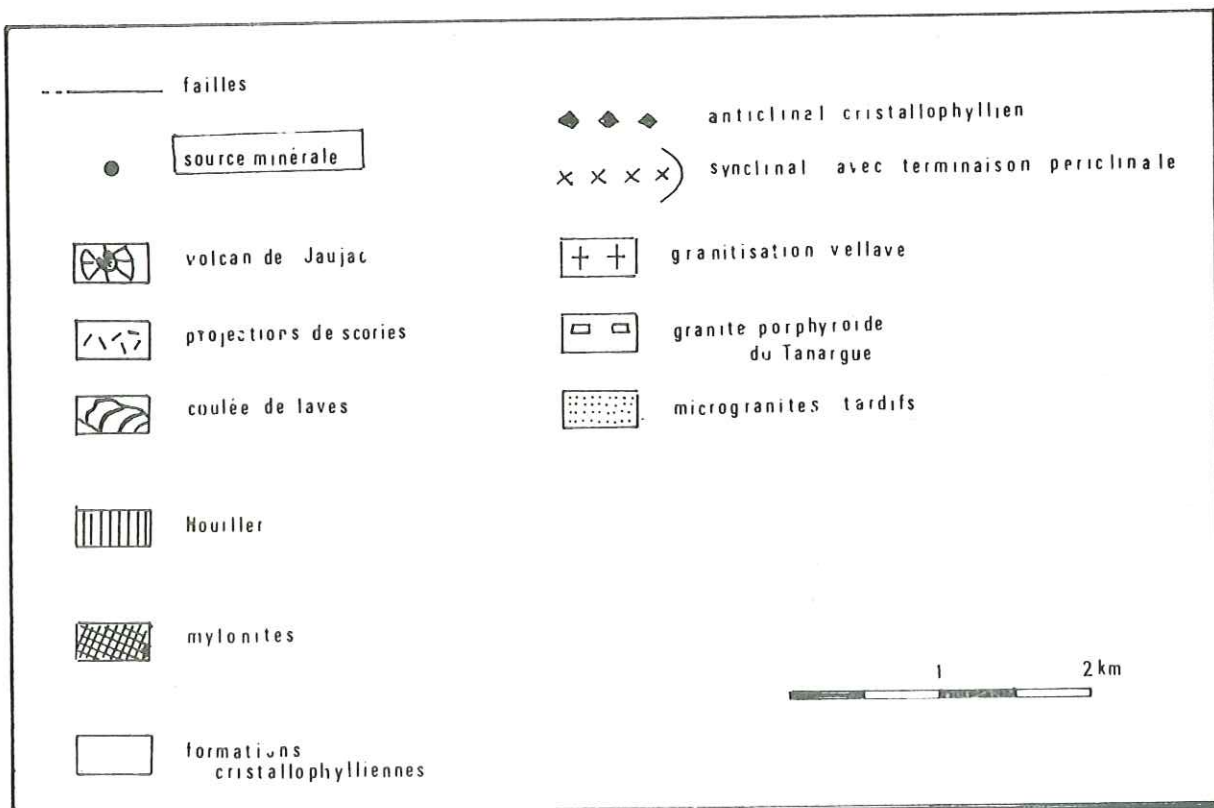 failles
source minérale
volcan de Jaujac
projections de scories
coulée de laves
Houiller
mylonites
formations
cristallophylliennes
anticlinal cristallophyllien
synclinal avec terminaison periclinale
granitisation vellave
granite porphyroide
du Tanargue
microgranites tardifs
1 2 km